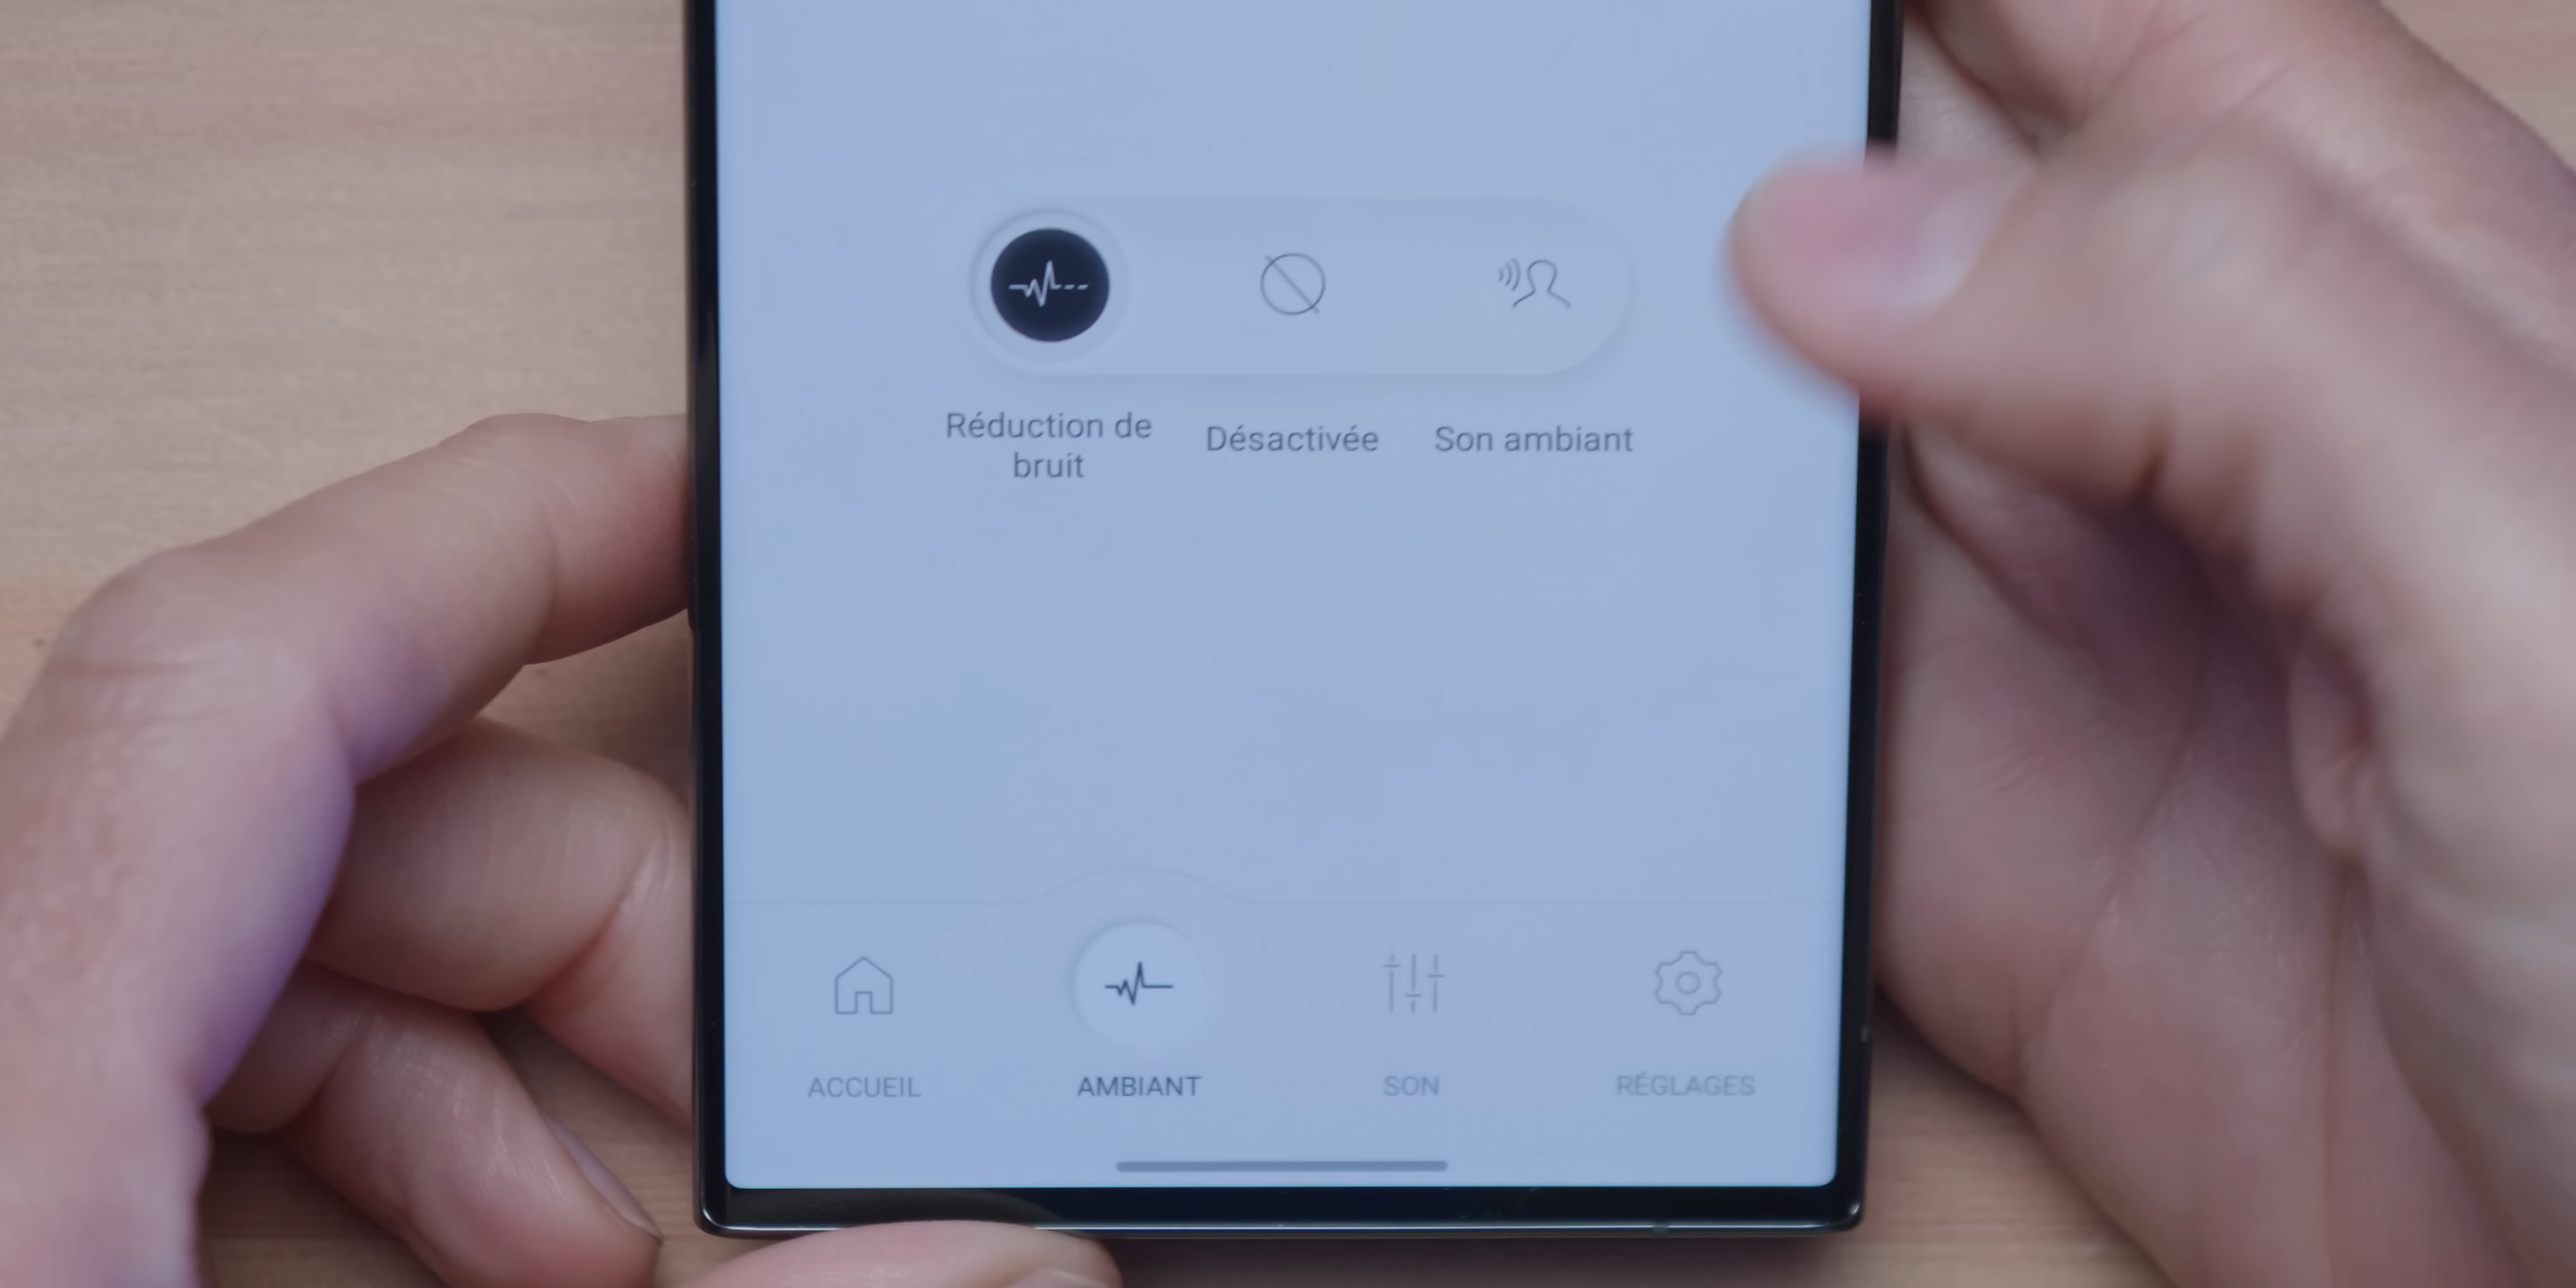 Réduction de
bruit
Désactivée
Son ambiant
ACCUEIL
AMBIANT
SON
RÉGLAGES